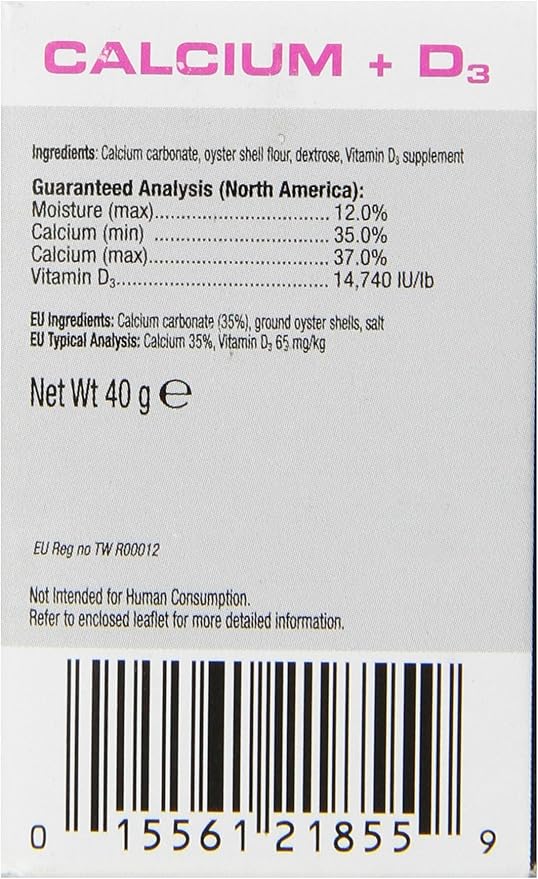 CALCIUM + D3
Ingredients: Calcium carbonate, oyster shell flour, dextrose, Vitamin D3 supplement
Guaranteed Analysis (North America):
Moisture (max)................................ 12.0%
Calcium (min) ................................ 35.0%
Calcium (max)................................. 37.0%
Vitamin D3....................................... 14,740 IU/lb
EU Ingredients: Calcium carbonate (35%), ground oyster shells, salt
EU Typical Analysis: Calcium 35%, Vitamin D3 65 mg/kg
Net Wt 40 g ℮
EU Reg no TW R00012
Not Intended for Human Consumption.
Refer to enclosed leaflet for more detailed information.
0 15561 21855 9